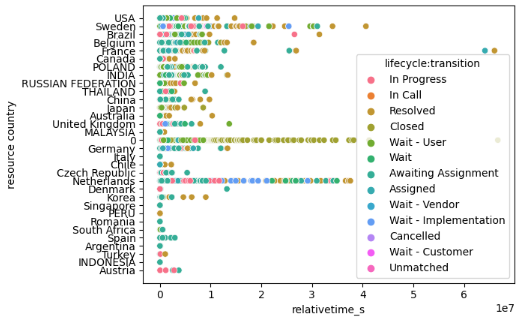 USA
Sweden
Brazil
Belgium
France
Canada
POLAND
INDIA
RUSSIAN FEDERATION
THAILAND
China
Japan
Australia
United Kingdom
MALAYSIA
0
Germany
Italy
Chile
Czech Republic
Netherlands
Denmark
Korea
Singapore
PERU
Romania
South Africa
Spain
Argentina
Turkey
INDONESIA
Austria
resource country
lifecycle:transition
In Progress
In Call
Resolved
Closed
Wait - User
Wait
Awaiting Assignment
Assigned
Wait - Vendor
Wait - Implementation
Cancelled
Wait - Customer
Unmatched
0 1 2 3 4 5 6
1e7
relativetime_s